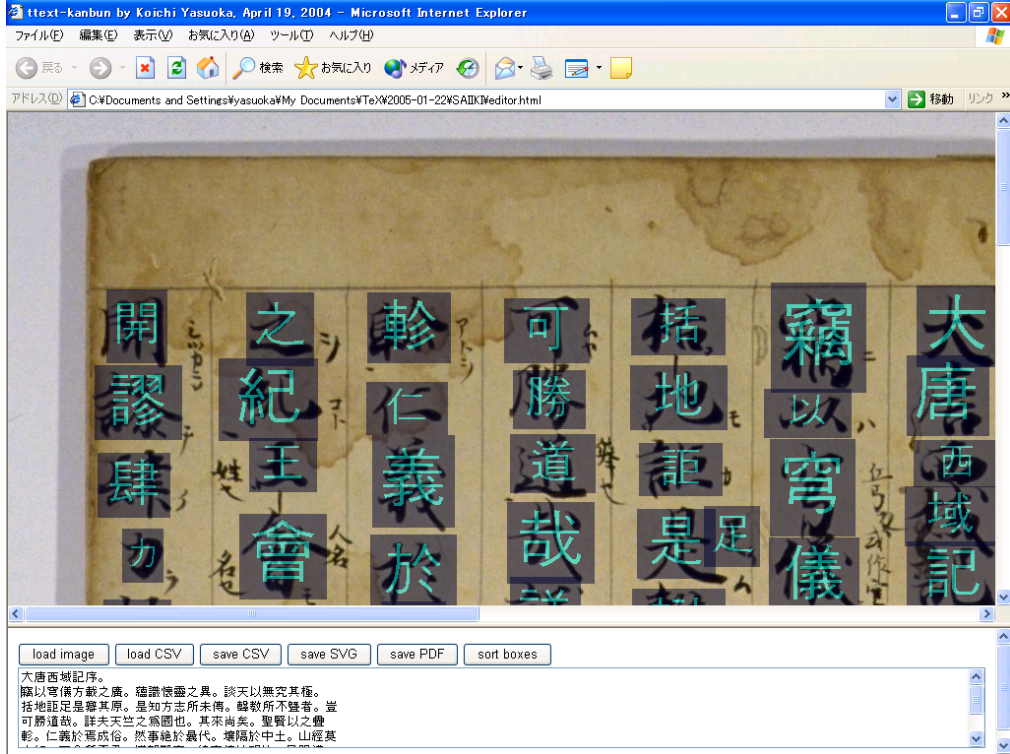 ttext-kanbun by Koichi Yasuoka, April 19, 2004 - Microsoft Internet Explorer
ファイル(F) 編集(E) 表示(V) お気に入り(A) ツール(T) ヘルプ(H)
戻る 検索 お気に入り メディア
アドレス(D) C:¥Documents and Settings¥yasuoka¥My Documents¥TeX¥2005-01-22¥SAIIKI¥editor.html 移動 リンク »
大唐西域記
竊以穹儀
括地詎是足
可勝道哉
軫仁義於
之紀王會
開謬肆力
load image load CSV save CSV save SVG save PDF sort boxes
大唐西域記序。
竊以穹儀方載之廣。蘊識懷靈之異。談天以無究其極。
括地詎足是辯其原。是知方志所未傳。聲敎所不曁者。豈
可勝道哉。詳夫天竺之爲國也。其來尚矣。聖賢以之疊
軫。仁義於焉成俗。然事絶於曩代。壤隔於中土。山經莫